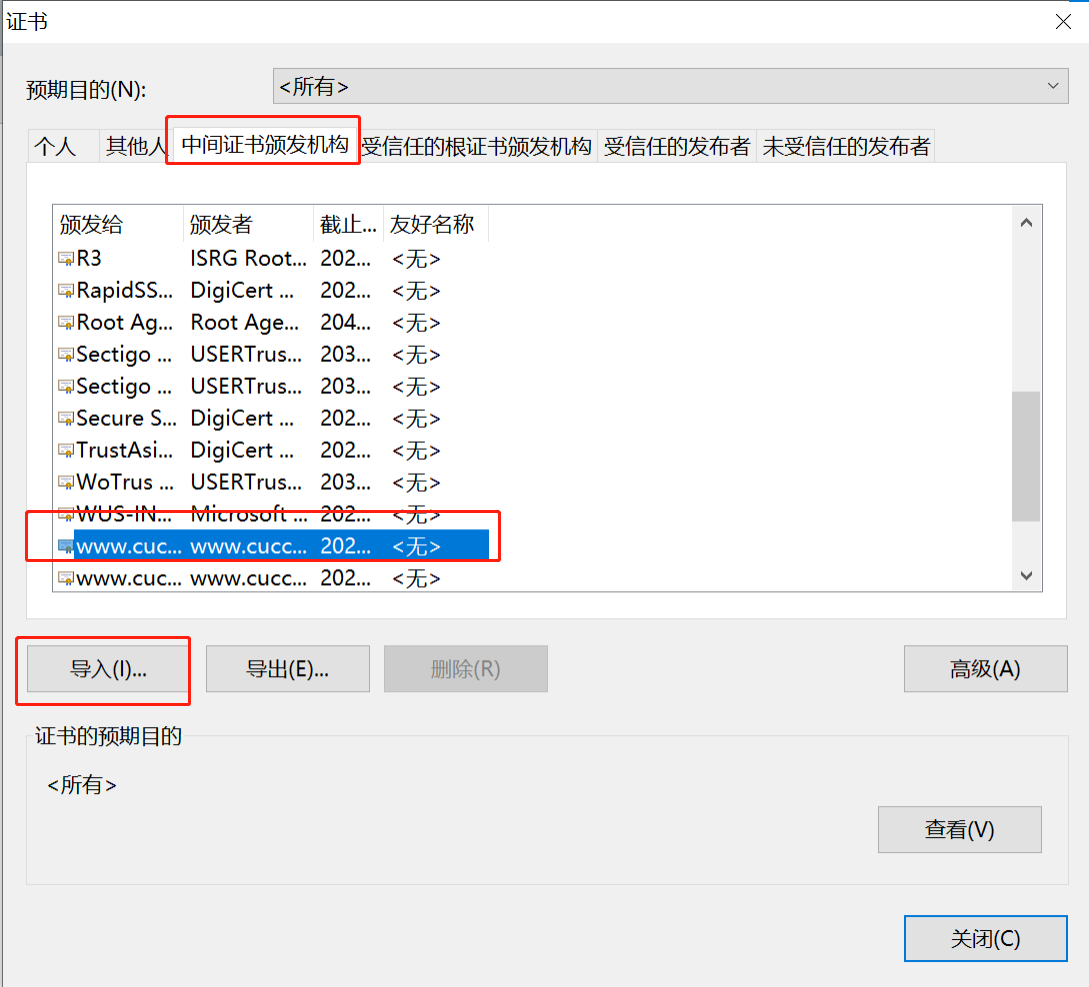 证书
预期目的(N): <所有>
个人 其他人 中间证书颁发机构 受信任的根证书颁发机构 受信任的发布者 未受信任的发布者
颁发给 颁发者 截止... 友好名称
R3 ISRG Root... 202... <无>
RapidSS... DigiCert ... 202... <无>
Root Ag... Root Age... 204... <无>
Sectigo ... USERTrus... 203... <无>
Sectigo ... USERTrus... 203... <无>
Secure S... DigiCert ... 202... <无>
TrustAsi... DigiCert ... 202... <无>
WoTrus ... USERTrus... 203... <无>
WUS-IN... Microsoft ... 202... <无>
www.cuc... www.cucc... 202... <无>
www.cuc... www.cucc... 202... <无>
导入(I)... 导出(E)... 删除(R) 高级(A)
证书的预期目的
<所有>
查看(V)
关闭(C)